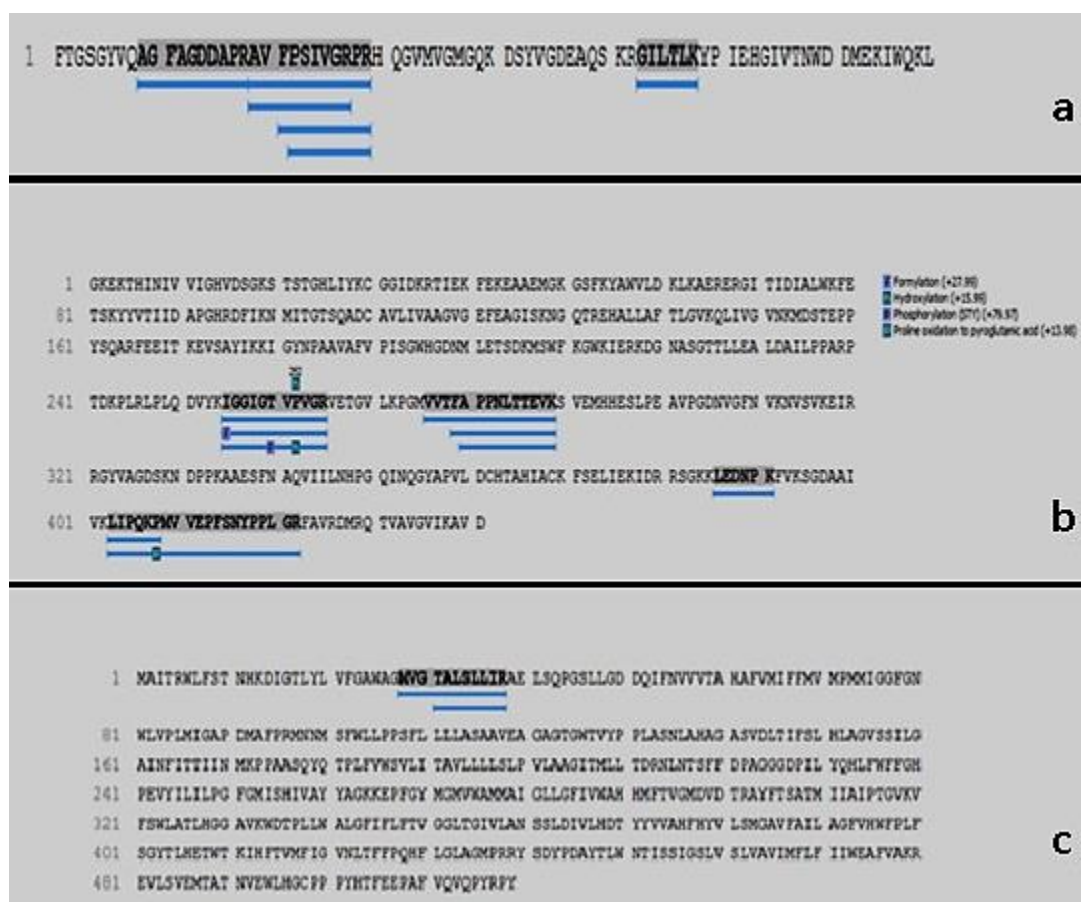 1 FTGSGYVQAG FAGDDAPRAV FPSIVGRPRH QGVMVGMGQK DSYVGDEAQS KRGILTLKYP IEHGIVTNWD DMEKIWQKL
a
1 GKEKTHINIV VIGHVDSGKS TSTGHLIYKC GGIDKRTIEK FEKEAAEMGK GSFKYAWVLD KLKAERERGI TIDIALWKFE
81 TSKYYVTIID APGHRDFIKN MITGTSQADC AVLIVAAGVG EFEAGISKNG QTREHALLAF TLGVKQLIVG VNKMDSTEPP
161 YSQARFEEIT KEVSAYIKKI GYNPAAVAFV PISGWHGDNM LETSDKMSWF KGWKIERKDG NASGTTLLEA LDAILPPARP
241 TDKPLRLPLQ DVYKIGGIGT VPVGRVETGV LKPGMVVTFA PPNLTTEVKS VEMHHESLPE AVPGDNVGFN VKNVSVKEIR
321 RGYVAGDSKN DPPKAAESFN AQVIILNHPG QINQGYAPVL DCHTAHIACK FSELIEKIDR RSGKKLEDNP KFVKSGDAAI
401 VKLIPQKPMV VEPFSNYPPL GRFAVRDMRQ TVAVGVIKAV D
Formylation (+27.99)
Hydroxylation (+15.99)
Phosphorylation (STY) (+79.97)
Proline oxidation to pyroglutamic acid (+13.98)
b
1 MAITRWLFST NHKDIGTLYL VFGAWAGMVG TALSLLIRAE LSQPGSLLGD DQIFNVVVTA HAFVMIFFMV MPMMIGGFGN
81 WLVPLMIGAP DMAFPRMNNM SFWLLPPSFL LLLASAAVEA GAGTGWTVYP PLASNLAHAG ASVDLTIFSL HLAGVSSILG
161 AINFITTIIN MKPPAASQYQ TPLFVWSVLI TAVLLLLSLP VLAAGITMLL TDRNLNTSFF DPAGGGDPIL YQHLFWFFGH
241 PEVYILILPG FGMISHIVAY YAGKKEPFGY MGMVWAMMAI GLLGFIVWAH HMFTVGMDVD TRAYFTSATM IIAIPTGVKV
321 FSWLATLHGG AVKWDTPLLW ALGFIFLFTV GGLTGIVLAN SSLDIVLHDT YYVVAHFHYV LSMGAVFAIL AGFVHWFPLF
401 SGYTLHETWT KIHFTVMFIG VNLTFFPQHF LGLAGMPRRY SDYPDAYTLW NTISSIGSLV SLVAVIMFLF IIWEAFVAKR
481 EVLSVEMTAT NVEWLHGCPP PYHTFEEPAF VQVQPYRPY
c